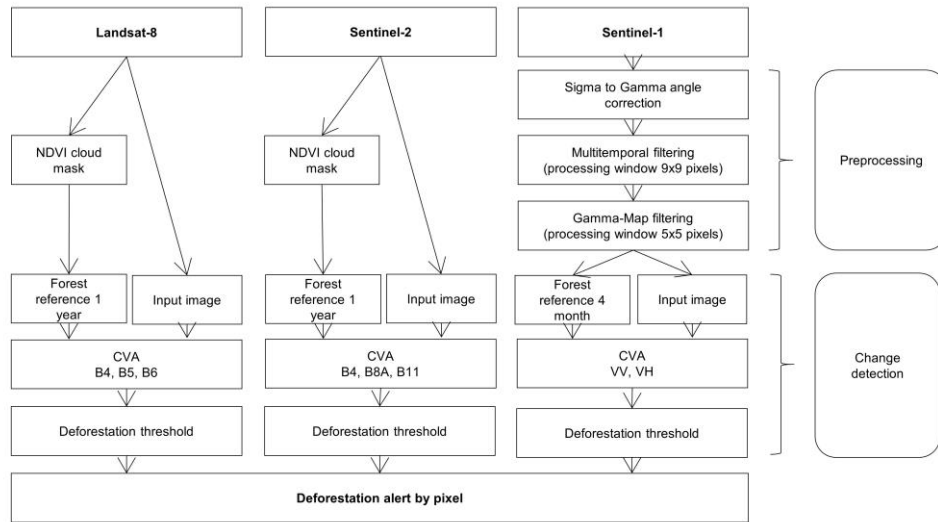 Landsat-8
Sentinel-2
Sentinel-1
Sigma to Gamma angle
correction
NDVI cloud
mask
NDVI cloud
mask
Multitemporal filtering
(processing window 9x9 pixels)
Preprocessing
Gamma-Map filtering
(processing window 5x5 pixels)
Forest
reference 1
year
Input image
Forest
reference 1
year
Input image
Forest
reference 4
month
Input image
CVA
B4, B5, B6
CVA
B4, B8A, B11
CVA
VV, VH
Change
detection
Deforestation threshold
Deforestation threshold
Deforestation threshold
Deforestation alert by pixel